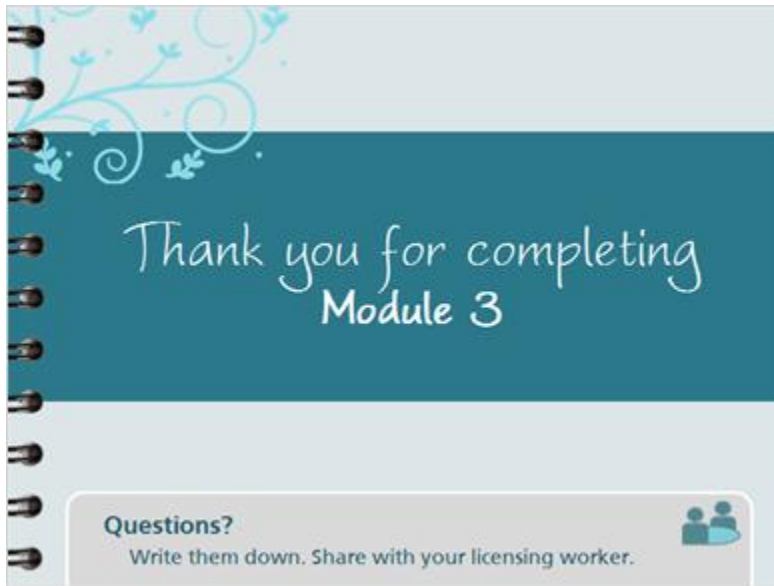 Thank you for completing
Module 3
Questions?
Write them down. Share with your licensing worker.